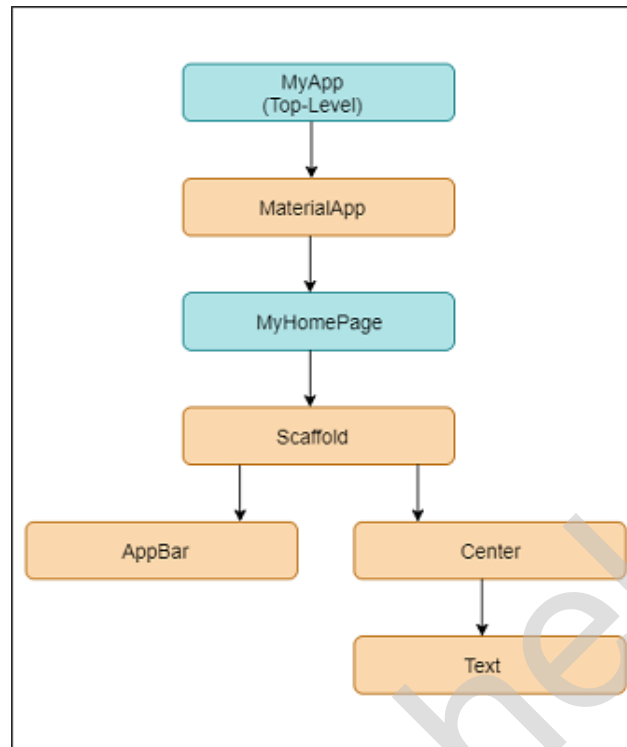 MyApp
(Top-Level)
MaterialApp
MyHomePage
Scaffold
AppBar
Center
Text